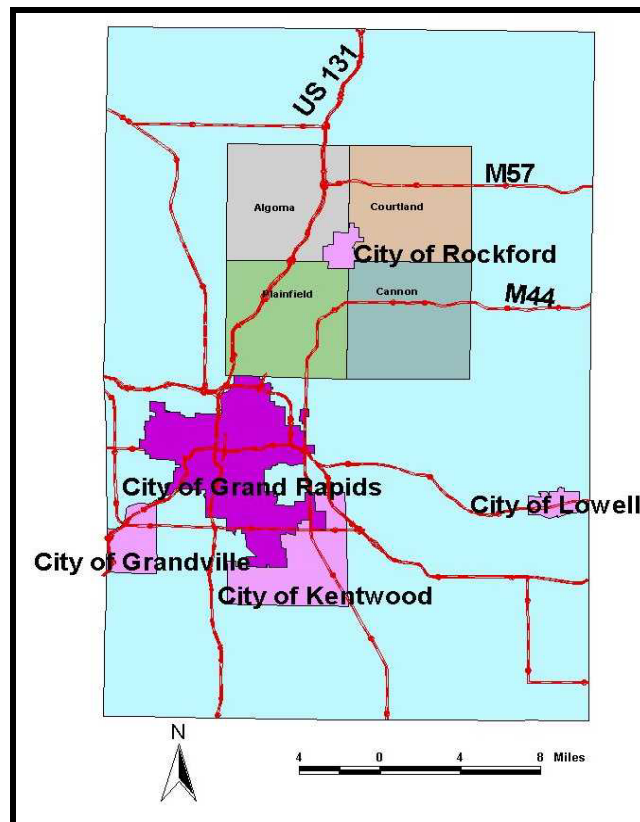 US 131
M57
Algoma
Courtland
City of Rockford
Plainfield
Cannon
M44
City of Grand Rapids
City of Lowell
City of Grandville
City of Kentwood
N
4 0 4 8 Miles